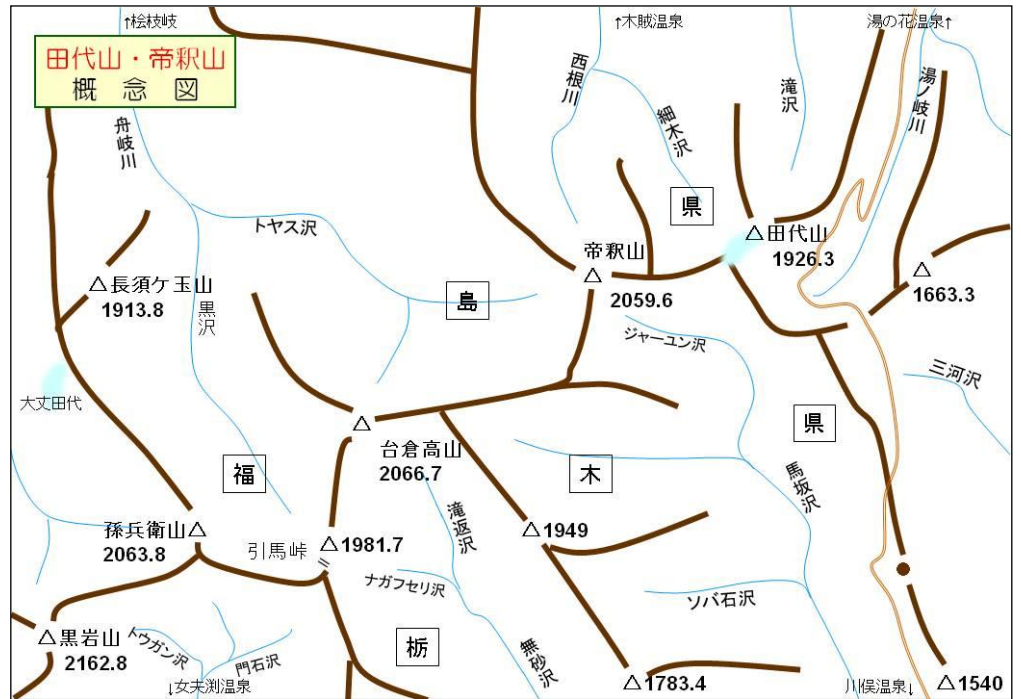 ↑桧枝岐
↑木賊温泉
湯の花温泉↑
田代山・帝釈山
概念図
舟岐川
西根川
細木沢
滝沢
湯ノ岐川
県
トヤス沢
帝釈山
2059.6
田代山
1926.3
長須ケ玉山
1913.8
黒沢
島
1663.3
ジャーユン沢
三河沢
大丈田代
台倉高山
2066.7
県
福
木
馬坂沢
滝返沢
孫兵衛山
2063.8
引馬峠
1981.7
1949
ナガフセリ沢
ソバ石沢
黒岩山
2162.8
トウガン沢
門石沢
栃
無砂沢
↓女夫渕温泉
1783.4
川俣温泉↓
1540